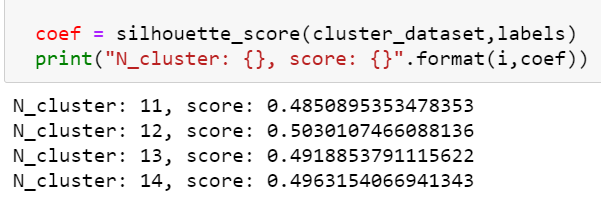 coef = silhouette_score(cluster_dataset,labels)
print("N_cluster: {}, score: {}".format(i,coef))
N_cluster: 11, score: 0.4850895353478353
N_cluster: 12, score: 0.5030107466088136
N_cluster: 13, score: 0.4918853791115622
N_cluster: 14, score: 0.4963154066941343